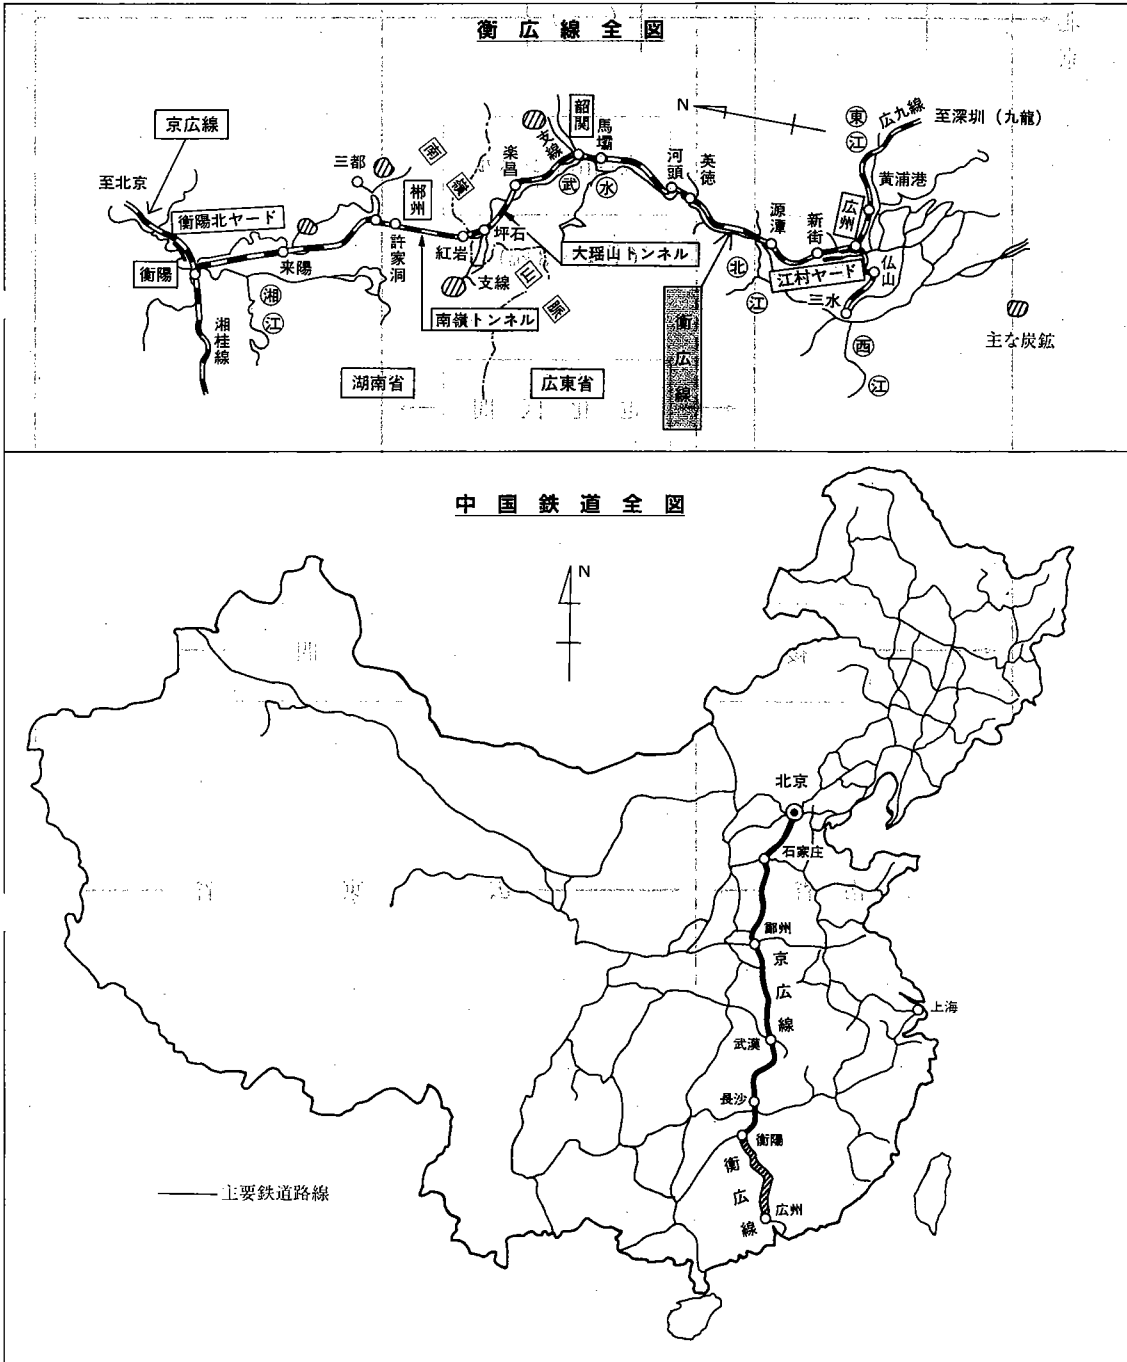 衡広線全図
京広線
至北京
衡陽北ヤード
衡陽
湘桂線
湘江
来陽
三都
郴州
許家洞
南嶺山脈
紅岩
坪石
支線
南嶺トンネル
楽昌
支線
韶関
馬壩
武水
大瑶山トンネル
河頭
英徳
衡広線
北江
源潭
新街
江村ヤード
広州
仏山
三水
西江
東江
広九線
至深圳(九龍)
黄浦港
N
主な炭鉱
湖南省
広東省
中国鉄道全図
N
北京
石家庄
鄭州
京広線
武漢
上海
長沙
衡陽
衡広線
広州
主要鉄道路線